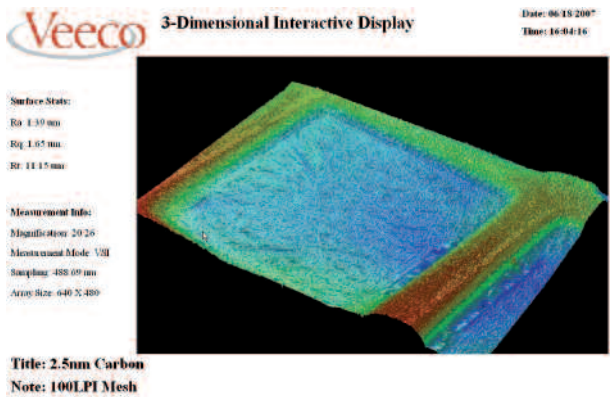 Veeco
3-Dimensional Interactive Display
Date: 06/18/2007
Time: 16:04:16
Surface Stats:
Ra: 1.39 nm
Rq: 1.65 nm
Rt: 11.15 nm
Measurement Info:
Magnification: 20.26
Measurement Mode: VSI
Sampling: 488.69 nm
Array Size: 640 X 480
Title: 2.5nm Carbon
Note: 100LPI Mesh